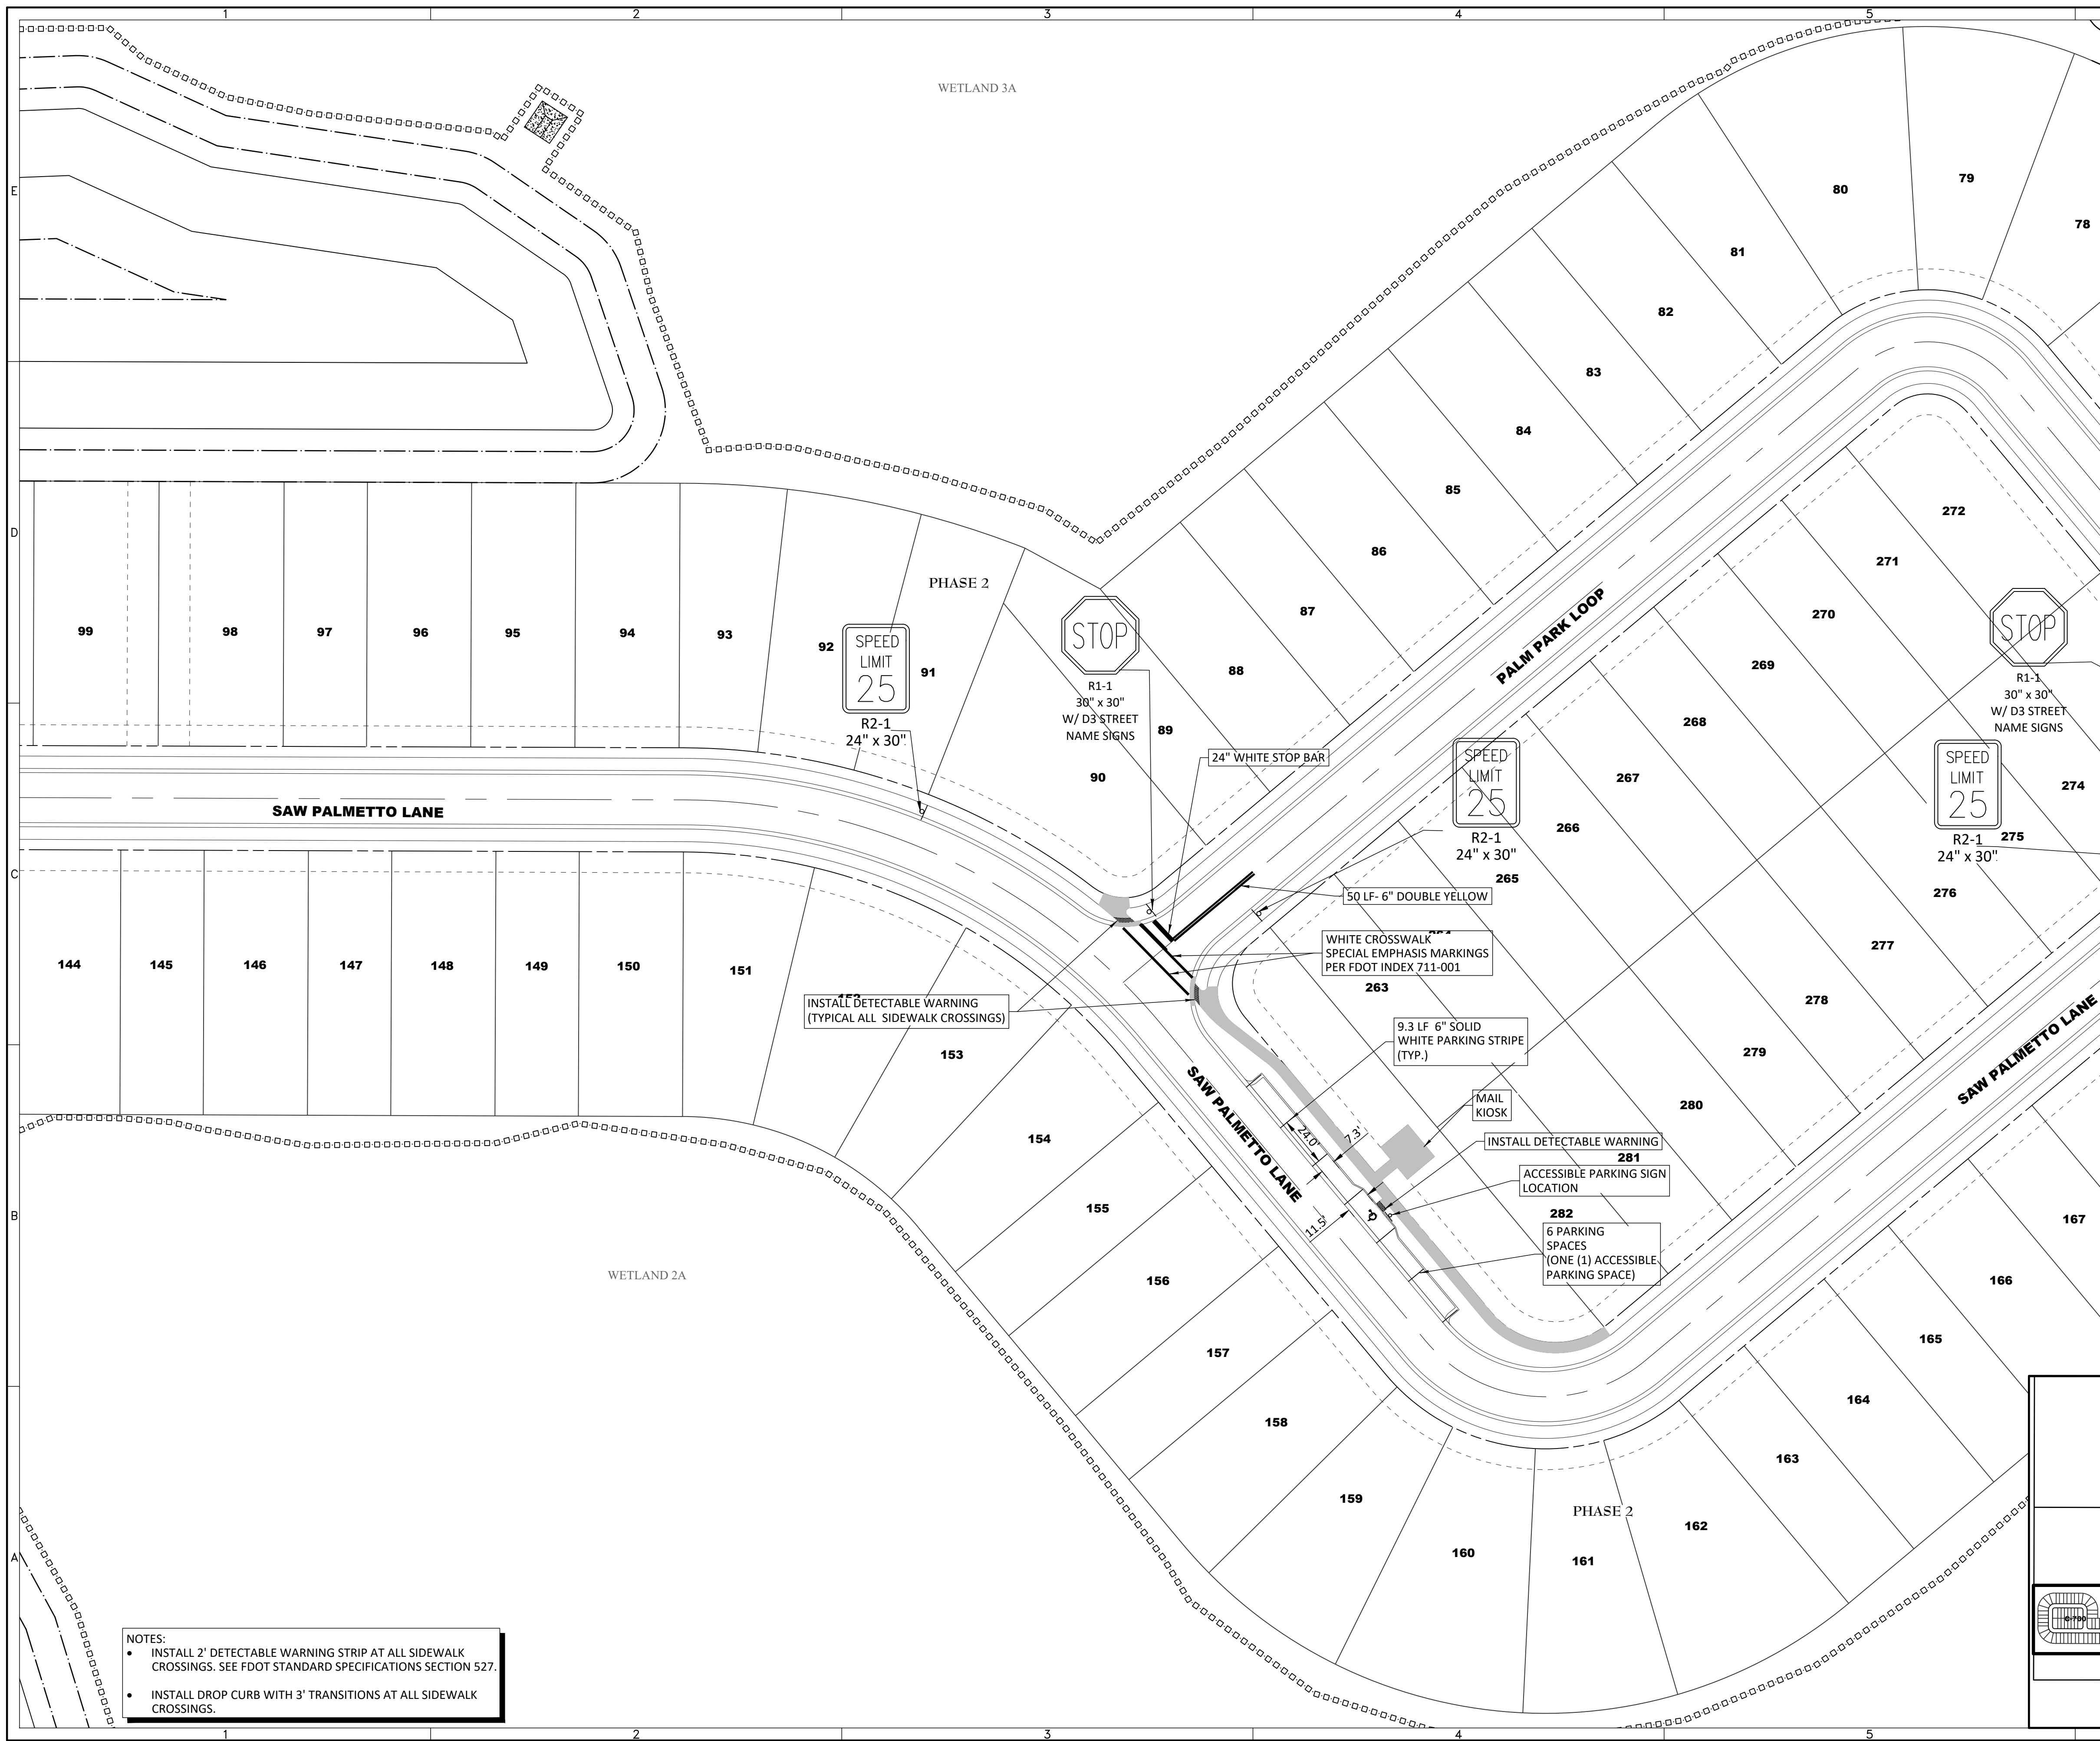 1
2
3
4
5
E
D
C
B
A
WETLAND 3A
80
79
78
81
82
83
84
85
86
87
88
89
90
272
271
270
269
268
267
266
265
263
274
275
276
277
278
279
280
281
282
99
98
97
96
95
94
93
92
91
PHASE 2
SPEED
LIMIT
25
R2-1
24" x 30"
STOP
R1-1
30" x 30"
W/ D3 STREET
NAME SIGNS
24" WHITE STOP BAR
PALM PARK LOOP
SPEED
LIMIT
25
R2-1
24" x 30"
STOP
R1-1
30" x 30"
W/ D3 STREET
NAME SIGNS
SPEED
LIMIT
25
R2-1
24" x 30"
SAW PALMETTO LANE
50 LF- 6" DOUBLE YELLOW
WHITE CROSSWALK
SPECIAL EMPHASIS MARKINGS
PER FDOT INDEX 711-001
INSTALL DETECTABLE WARNING
(TYPICAL ALL SIDEWALK CROSSINGS)
9.3 LF 6" SOLID
WHITE PARKING STRIPE
(TYP.)
MAIL
KIOSK
INSTALL DETECTABLE WARNING
ACCESSIBLE PARKING SIGN
LOCATION
6 PARKING
SPACES
(ONE (1) ACCESSIBLE
PARKING SPACE)
24.0'
7.3'
11.5'
SAW PALMETTO LANE
SAW PALMETTO LANE
144
145
146
147
148
149
150
151
153
154
155
156
157
158
159
160
161
162
163
164
165
166
167
PHASE 2
WETLAND 2A
NOTES:
• INSTALL 2' DETECTABLE WARNING STRIP AT ALL SIDEWALK
CROSSINGS. SEE FDOT STANDARD SPECIFICATIONS SECTION 527.
• INSTALL DROP CURB WITH 3' TRANSITIONS AT ALL SIDEWALK
CROSSINGS.
1
2
3
4
5